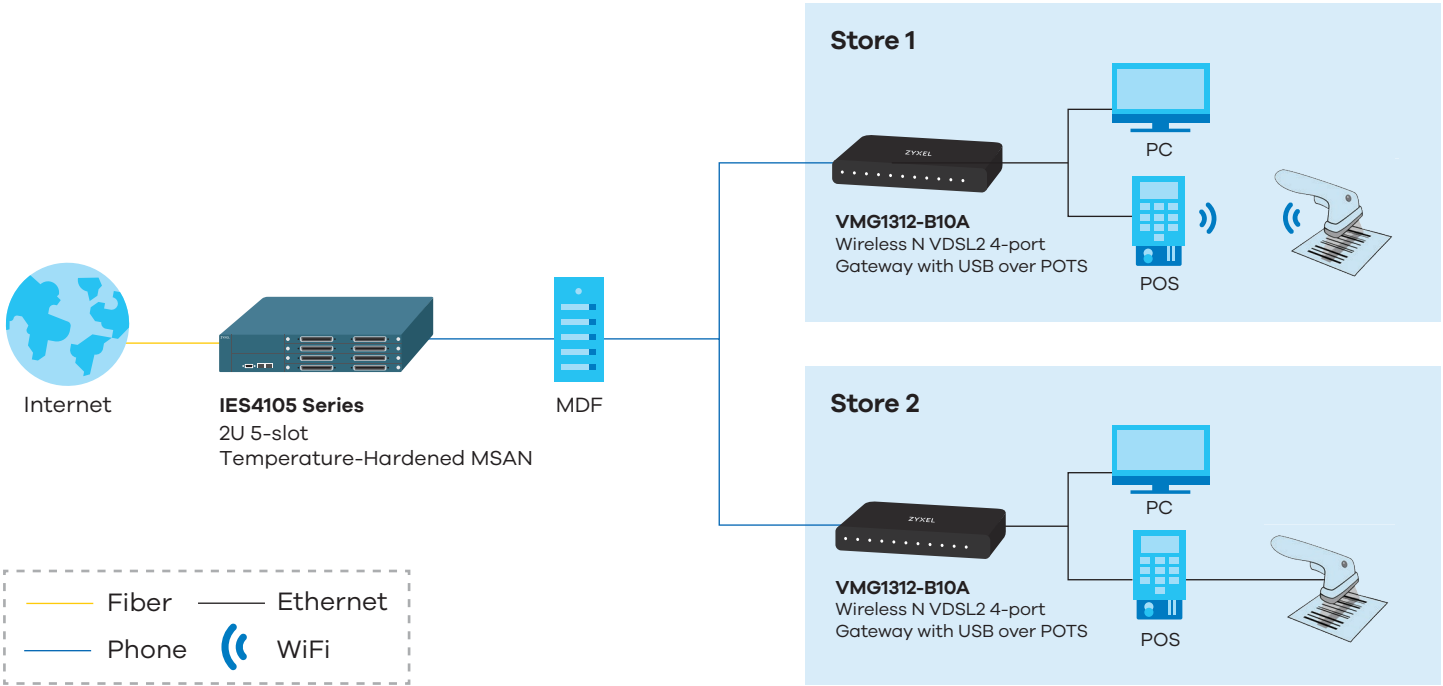 Store 1
ZYXEL
PC
VMG1312-B10A
Wireless N VDSL2 4-port
Gateway with USB over POTS
POS
Internet
IES4105 Series
2U 5-slot
Temperature-Hardened MSAN
MDF
Store 2
ZYXEL
PC
VMG1312-B10A
Wireless N VDSL2 4-port
Gateway with USB over POTS
POS
Fiber
Ethernet
Phone
WiFi